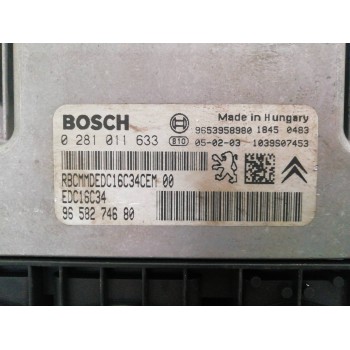 BOSCH
Made in Hungary
9653958980 1845 0483
0 281 011 633
BTD
05-02-03 1039S07453
RBCMMDEDC16C34CEM 00
EDC16C34
96 582 746 80